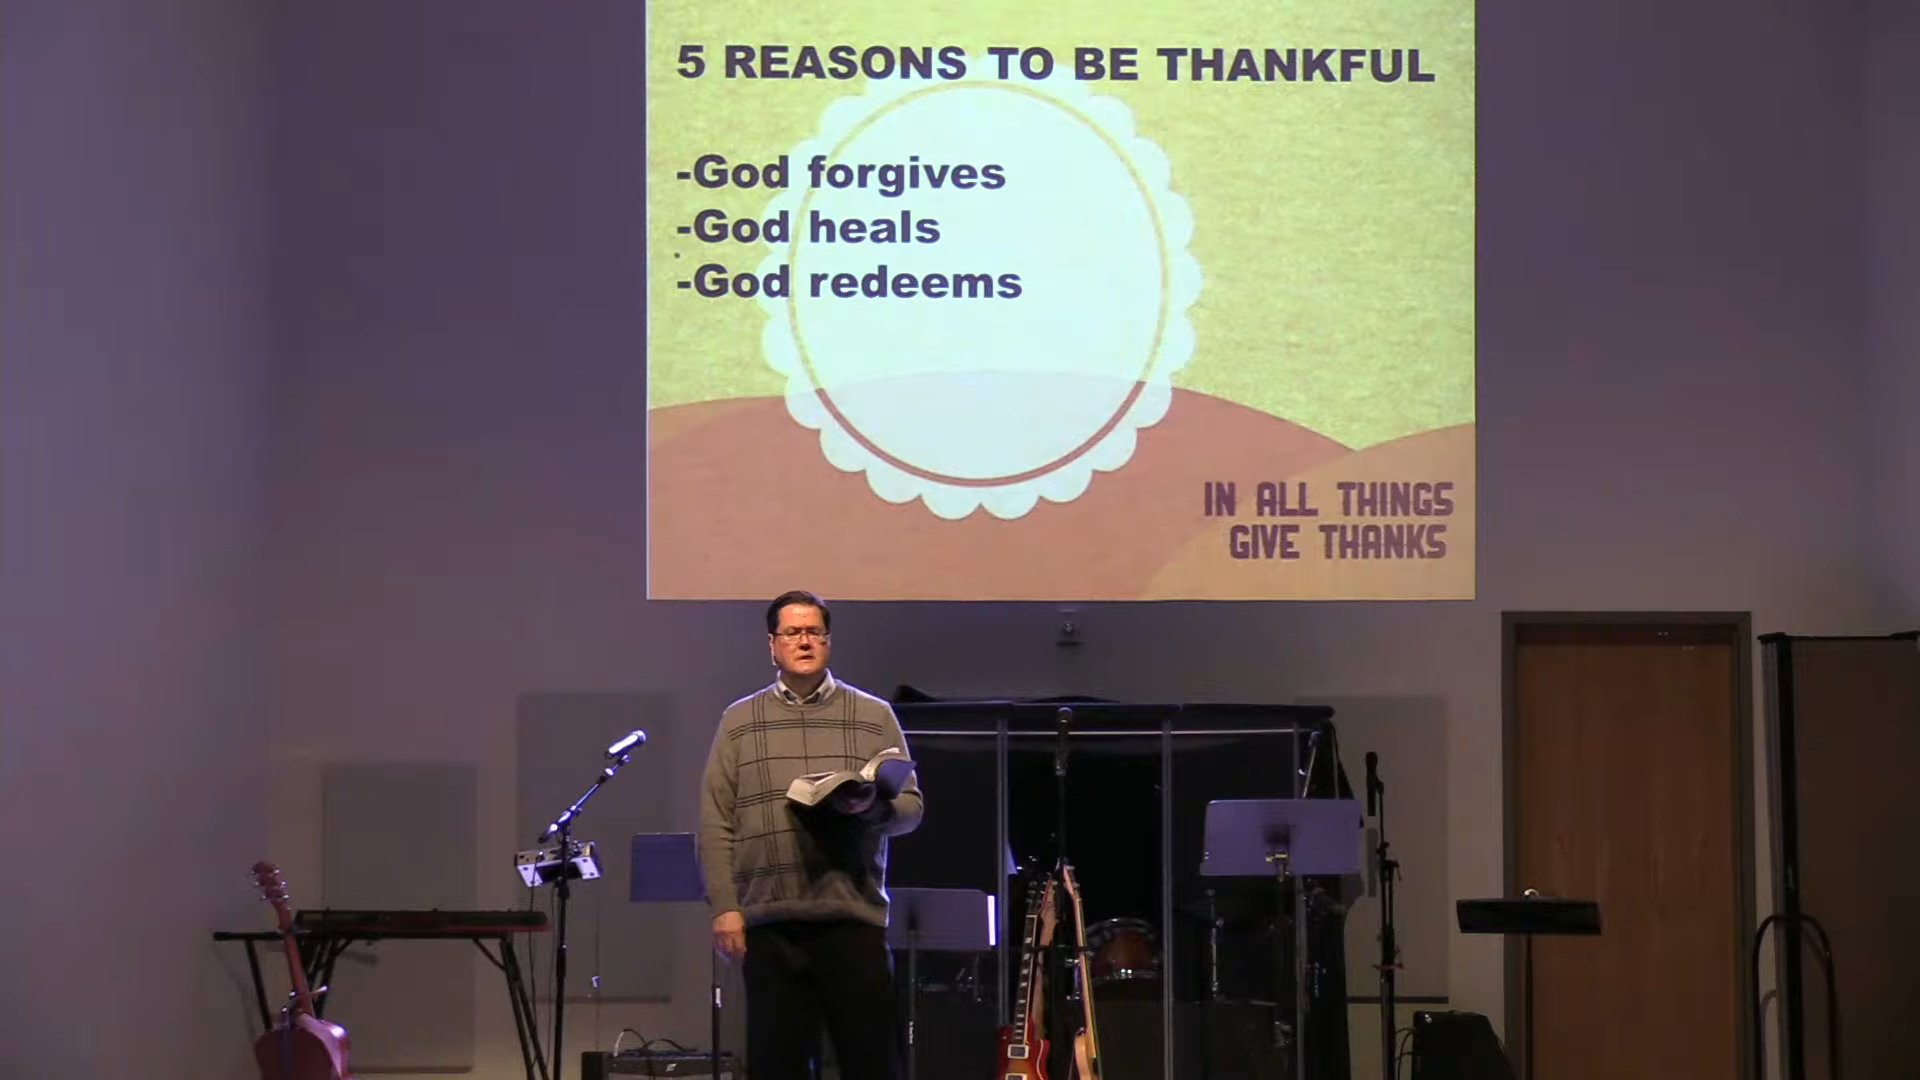 5 REASONS TO BE THANKFUL
-God forgives
-God heals
-God redeems
IN ALL THINGS
GIVE THANKS